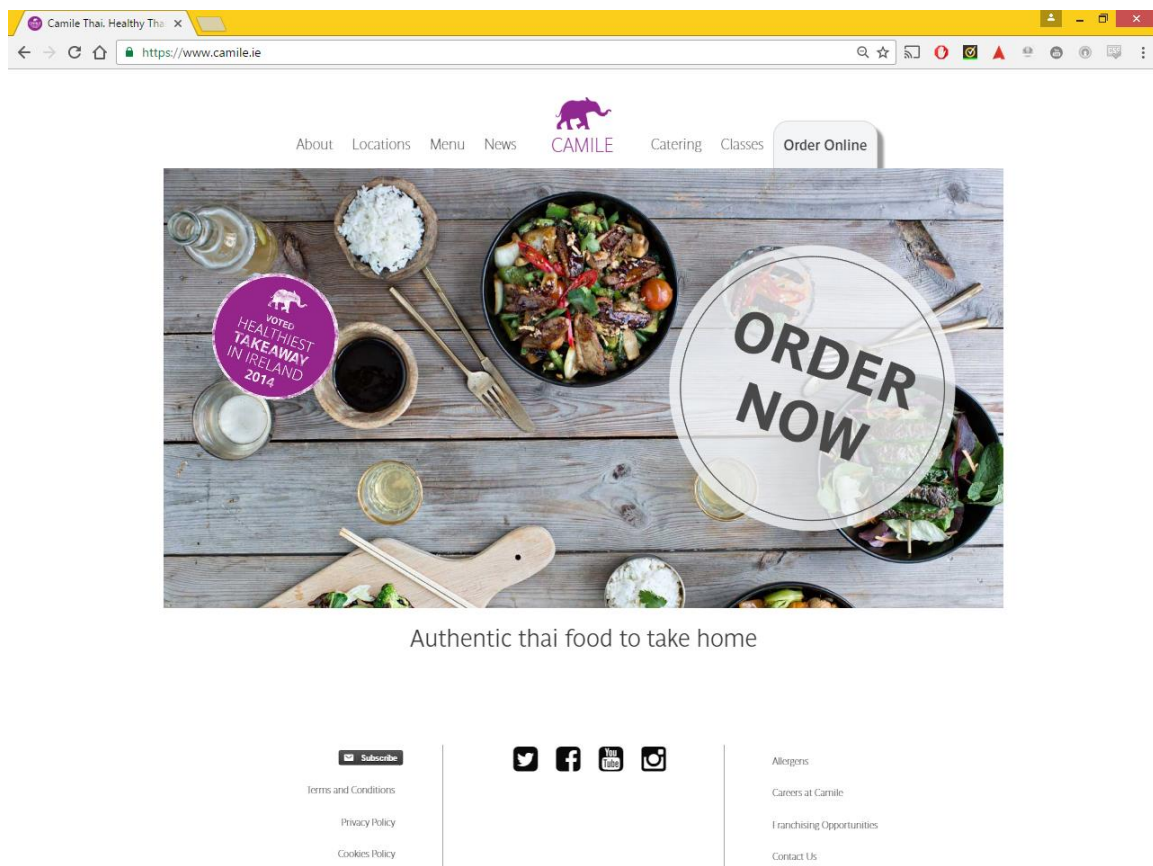 Camile Thai. Healthy Tha
https://www.camile.ie
About Locations Menu News CAMILE Catering Classes Order Online
VOTED
HEALTHIEST
TAKEAWAY
IN IRELAND
2014
ORDER
NOW
Authentic thai food to take home
Subscribe
Terms and Conditions
Privacy Policy
Cookies Policy
You
Tube
Allergens
Careers at Camile
Franchising Opportunities
Contact Us